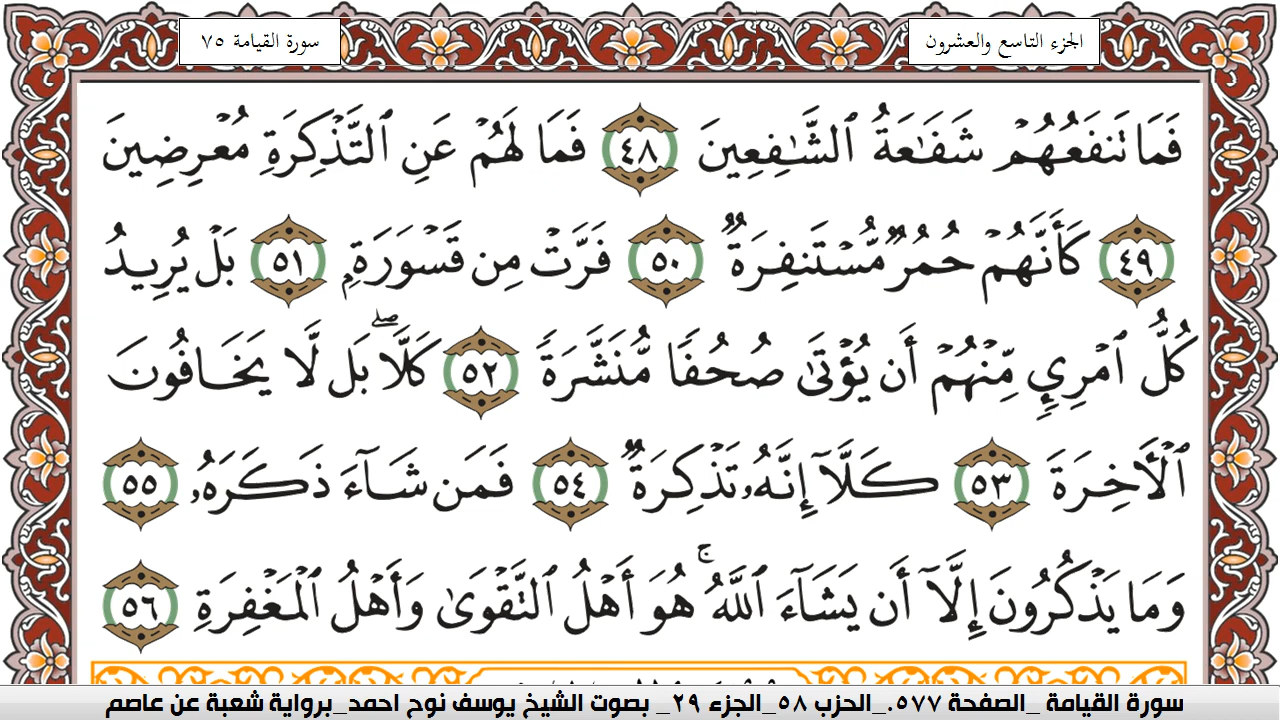 الجزء التاسع والعشرون
سورة القيامة ٧٥
فَمَا تَنفَعُهُمْ شَفَٰعَةُ ٱلشَّٰفِعِينَ ٤٨ فَمَا لَهُمْ عَنِ ٱلتَّذْكِرَةِ مُعْرِضِينَ
٤٩ كَأَنَّهُمْ حُمُرٌ مُّسْتَنفِرَةٌ ٥٠ فَرَّتْ مِن قَسْوَرَةٍ ٥١ بَلْ يُرِيدُ
كُلُّ ٱمْرِئٍ مِّنْهُمْ أَن يُؤْتَىٰ صُحُفًا مُّنَشَّرَةً ٥٢ كَلَّا ۖ بَل لَّا يَخَافُونَ
ٱلْأَخِرَةَ ٥٣ كَلَّآ إِنَّهُۥ تَذْكِرَةٌ ٥٤ فَمَن شَآءَ ذَكَرَهُۥ ٥٥
وَمَا يَذْكُرُونَ إِلَّآ أَن يَشَآءَ ٱللَّهُ ۚ هُوَ أَهْلُ ٱلتَّقْوَىٰ وَأَهْلُ ٱلْمَغْفِرَةِ ٥٦
سورة القيامة _الصفحة ٥٧٧._الحزب ٥٨_الجزء ٢٩_ بصوت الشيخ يوسف نوح احمد_برواية شعبة عن عاصم